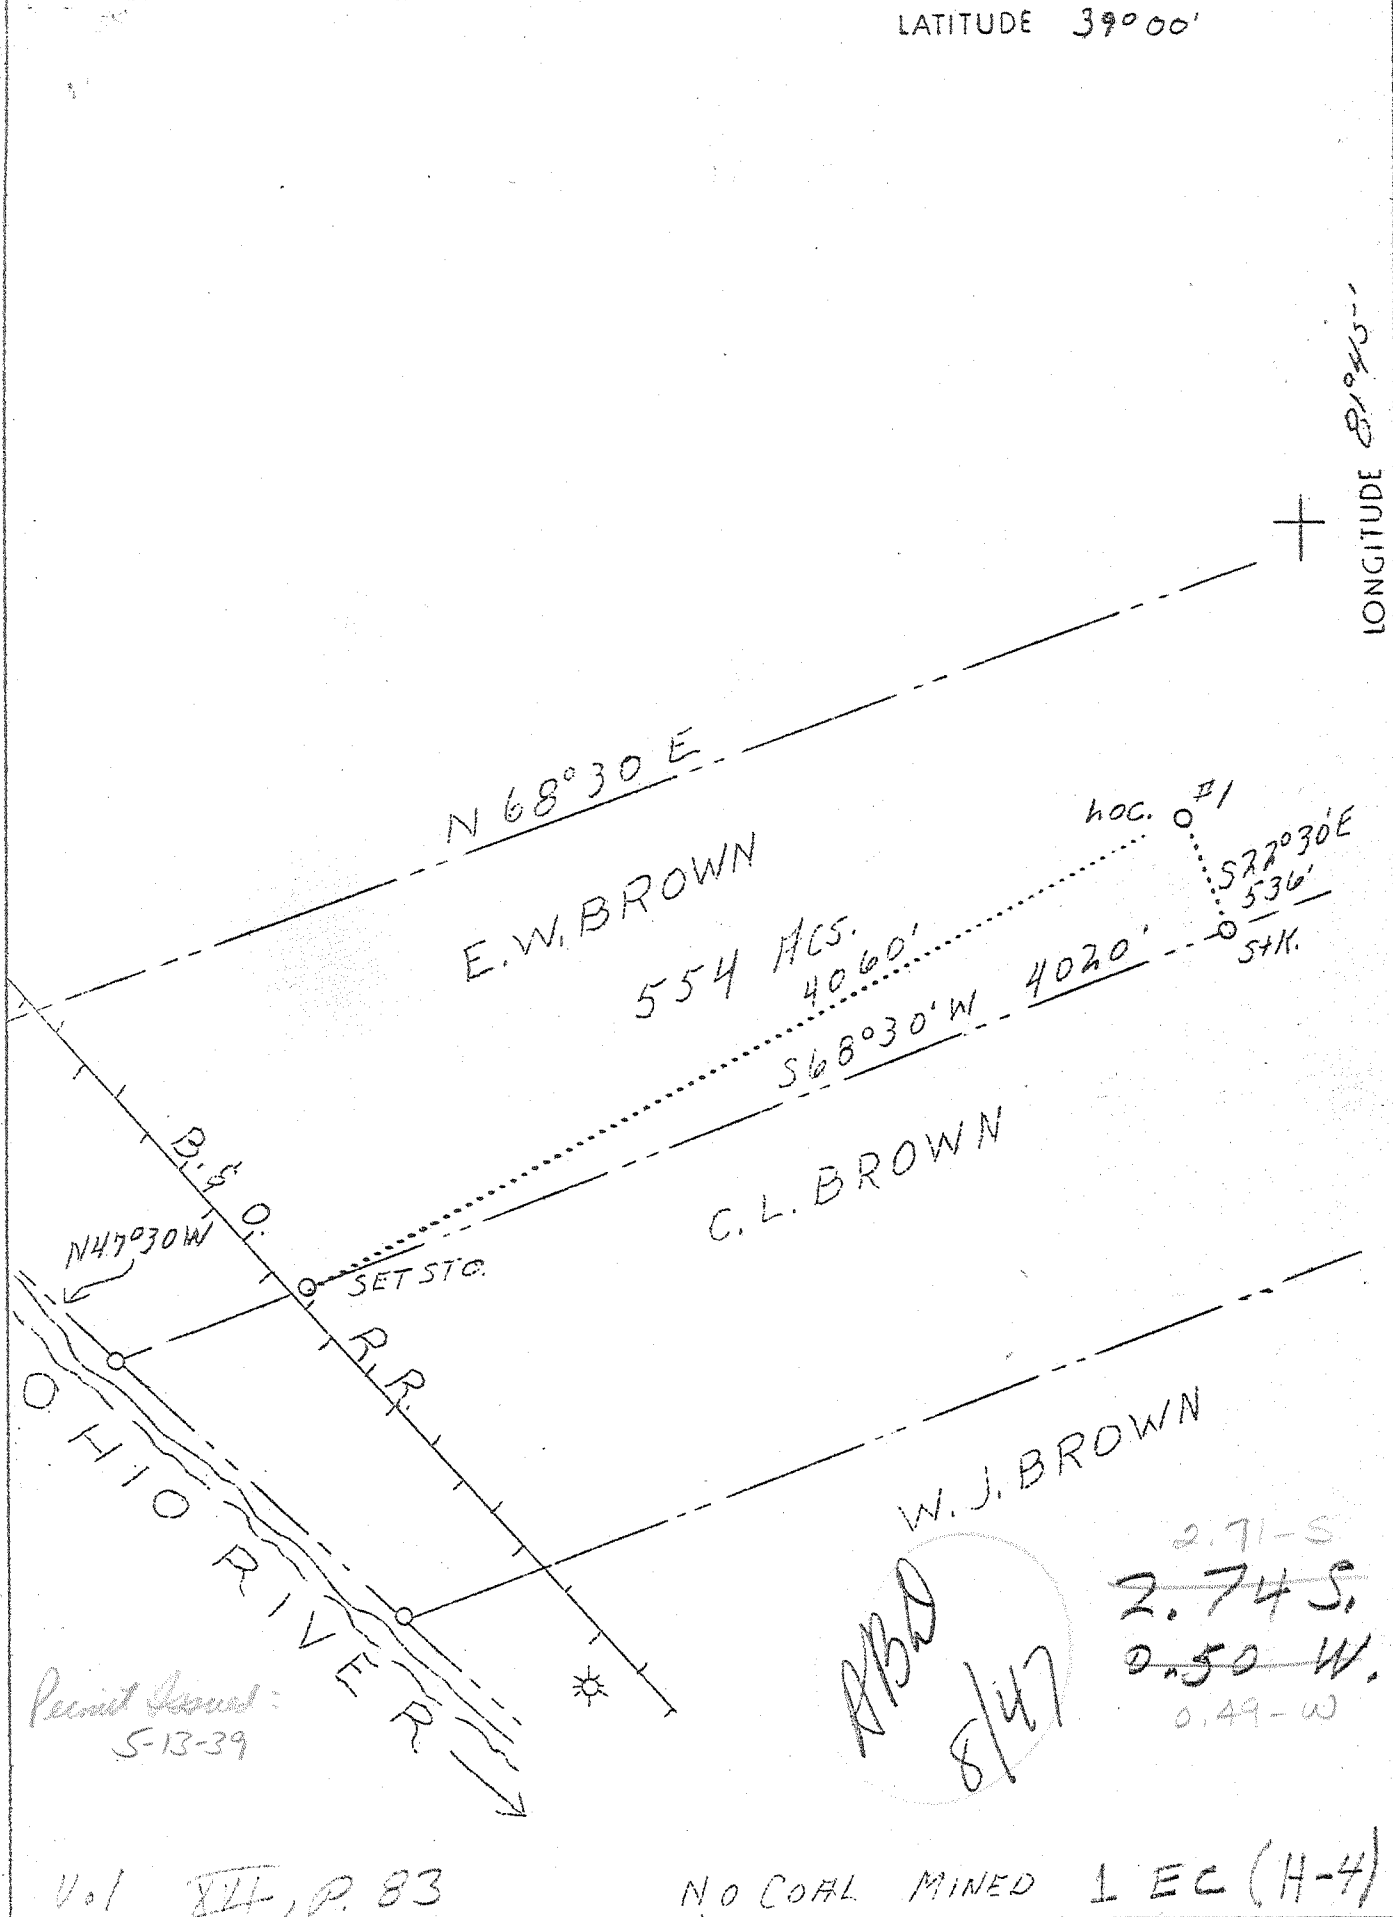 LATITUDE 39°00'
LONGITUDE 81°45'
N 68°30 E
LOC. #1
S22°30'E
536'
E.W. BROWN
554 ACS.
4060'
S68°30'W 4020'
STK.
C. L. BROWN
B. & O.
R.R.
N47°30W
SET STO.
OHIO RIVER
W. J. BROWN
2.71-S
2.74 S.
0.50 W.
0.49-W
8/47
Permit Issued:
5-13-39
Vol P. 83
NO COAL MINED 1 EC (H-4)